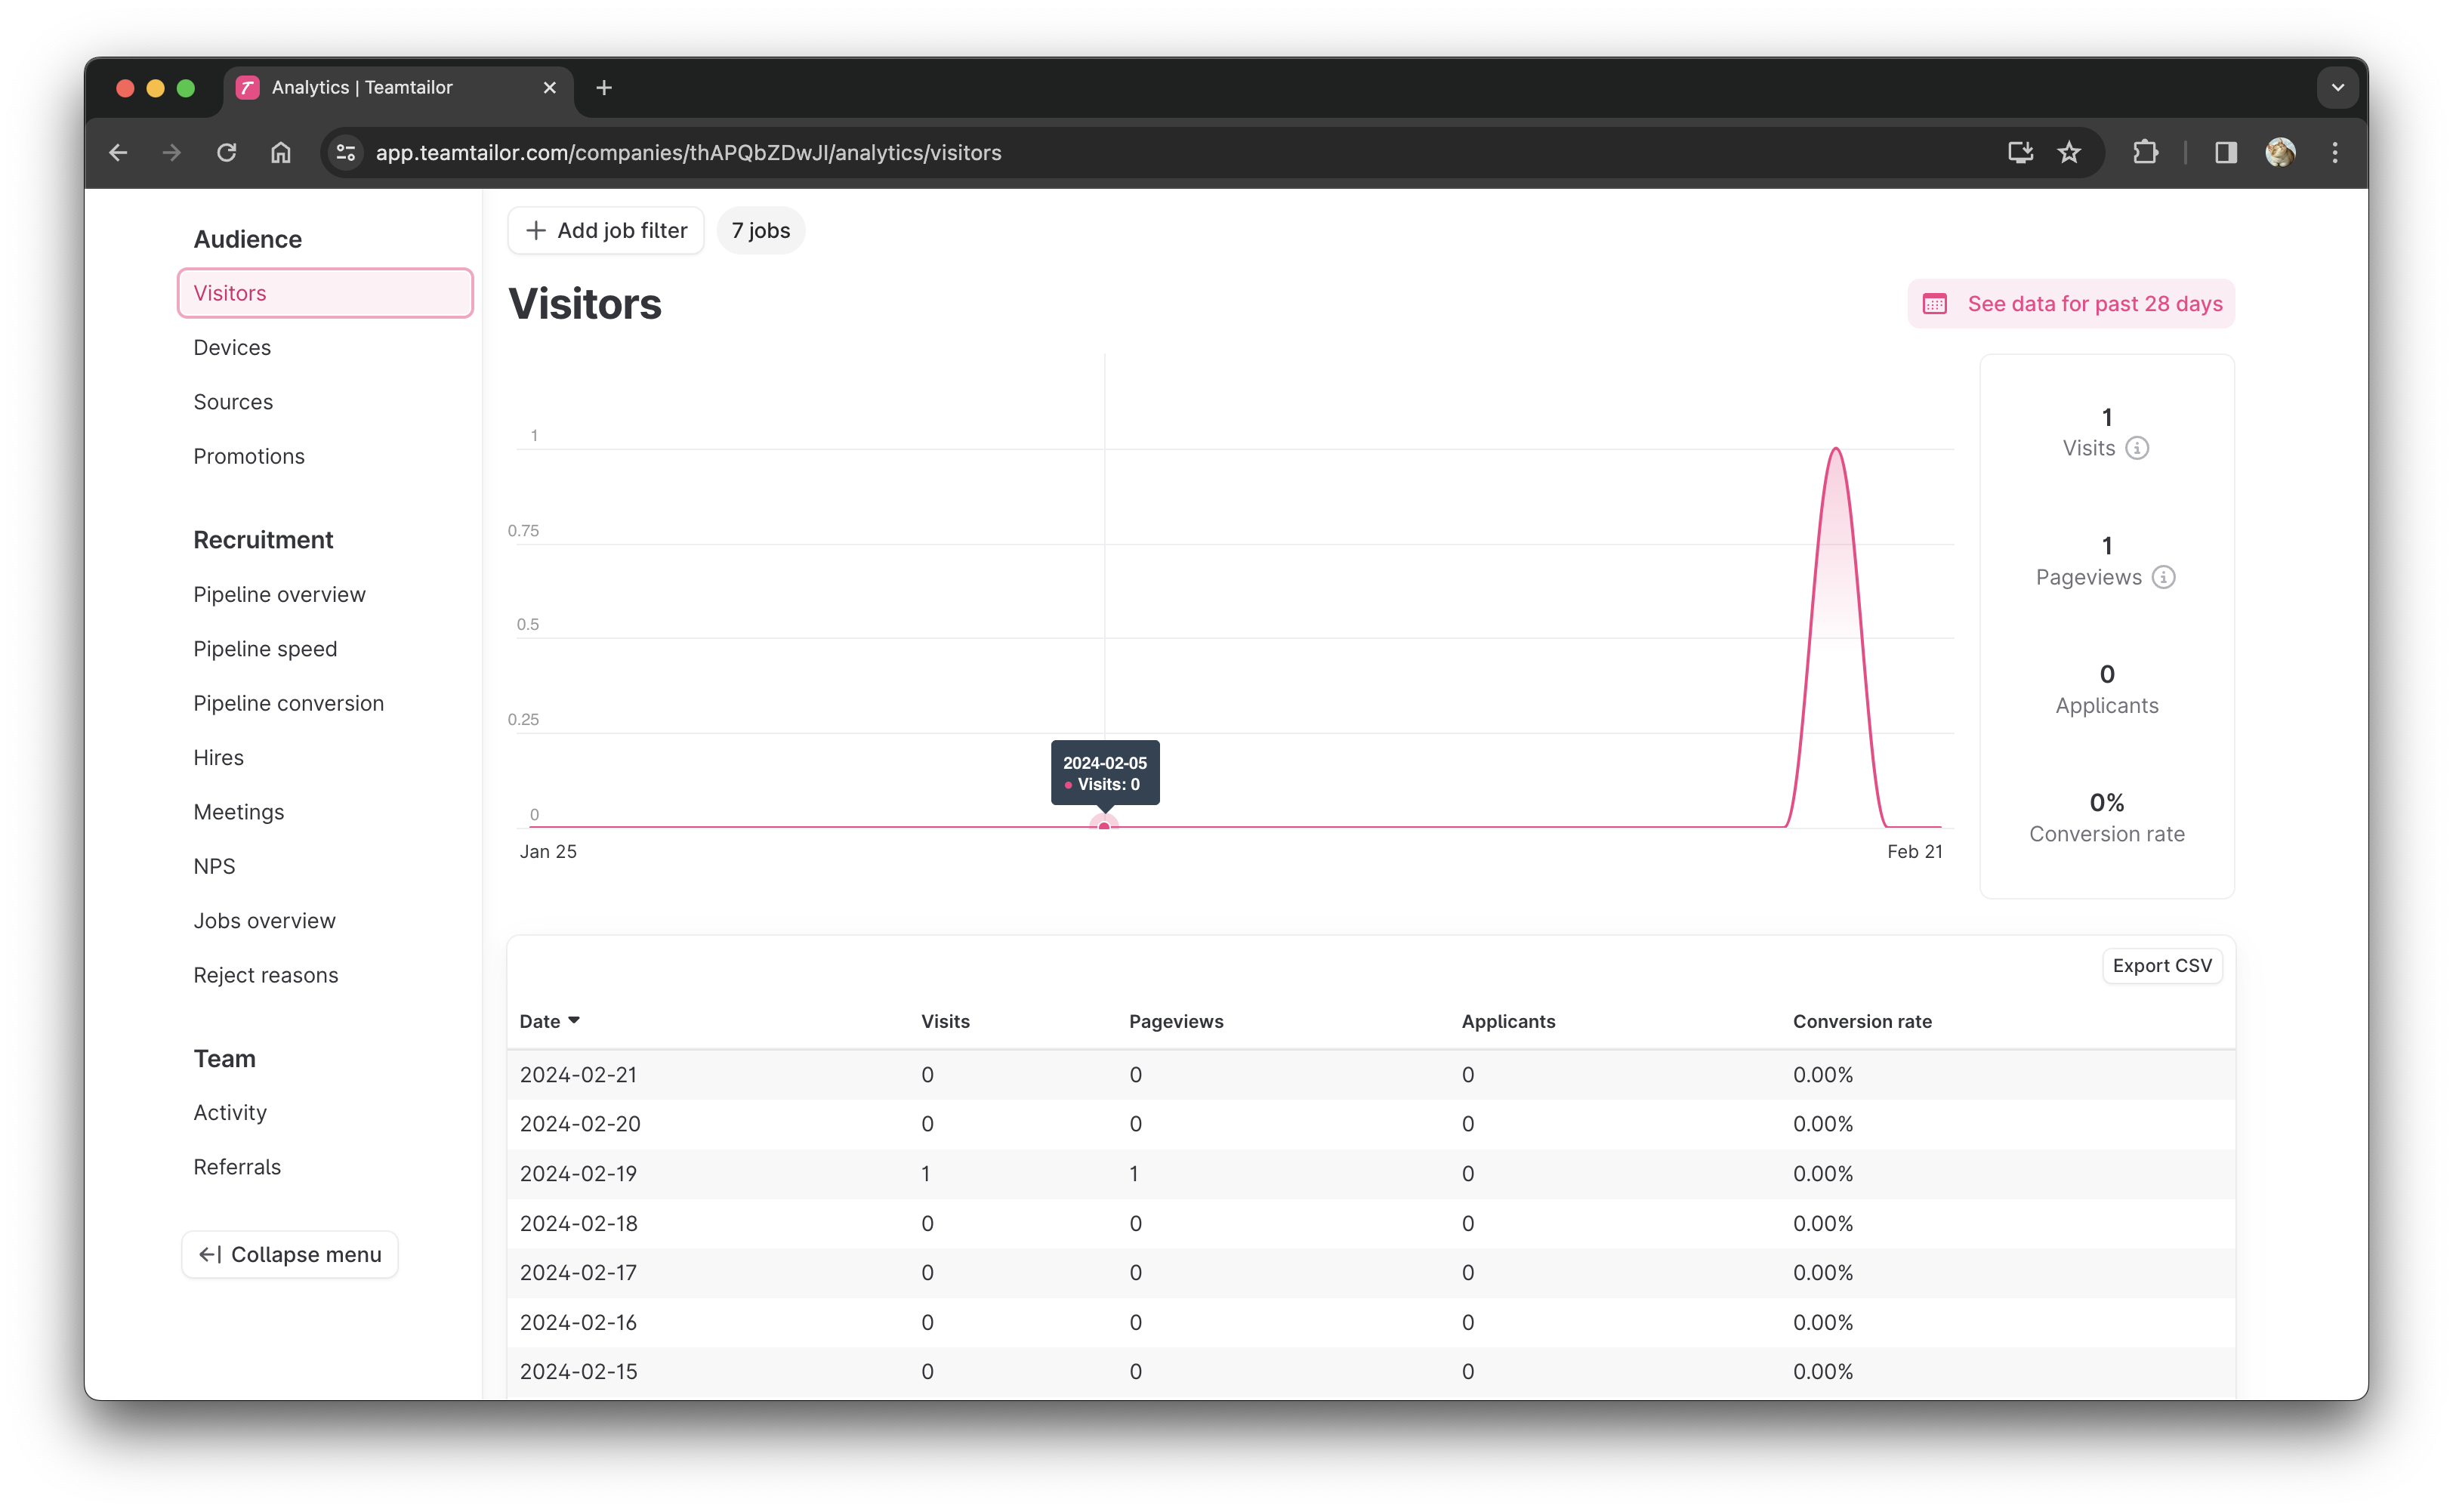 Analytics | Teamtailor
app.teamtailor.com/companies/thAPQbZDwJI/analytics/visitors
Audience
Visitors
Devices
Sources
Promotions
Recruitment
Pipeline overview
Pipeline speed
Pipeline conversion
Hires
Meetings
NPS
Jobs overview
Reject reasons
Team
Activity
Referrals
Collapse menu
Add job filter
7 jobs
Visitors
See data for past 28 days
1
0.75
0.5
0.25
0
2024-02-05
Visits: 0
Jan 25
Feb 21
1
Visits
1
Pageviews
0
Applicants
0%
Conversion rate
Export CSV
Date Visits Pageviews Applicants Conversion rate
2024-02-21 0 0 0 0.00%
2024-02-20 0 0 0 0.00%
2024-02-19 1 1 0 0.00%
2024-02-18 0 0 0 0.00%
2024-02-17 0 0 0 0.00%
2024-02-16 0 0 0 0.00%
2024-02-15 0 0 0 0.00%